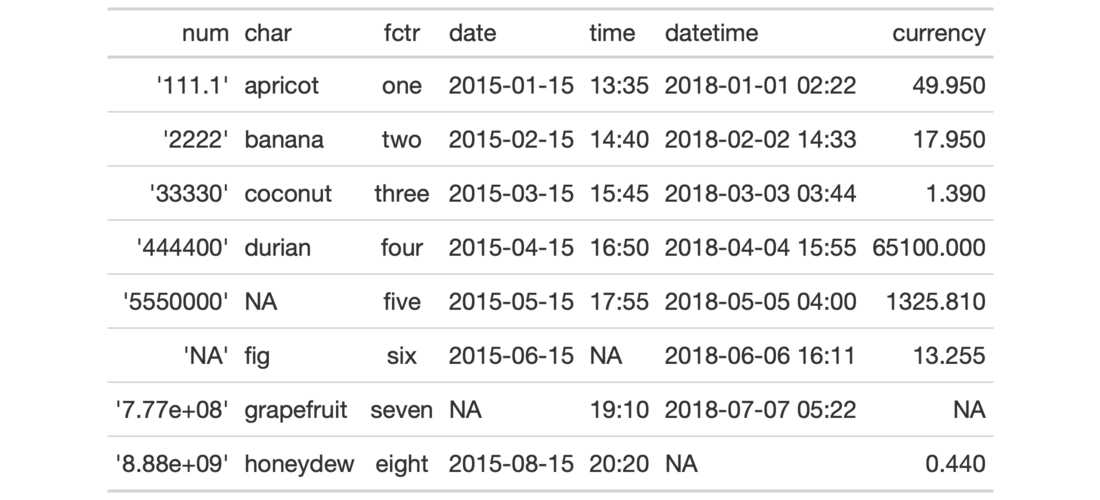 num char fctr date time datetime currency
'111.1' apricot one 2015-01-15 13:35 2018-01-01 02:22 49.950
'2222' banana two 2015-02-15 14:40 2018-02-02 14:33 17.950
'33330' coconut three 2015-03-15 15:45 2018-03-03 03:44 1.390
'444400' durian four 2015-04-15 16:50 2018-04-04 15:55 65100.000
'5550000' NA five 2015-05-15 17:55 2018-05-05 04:00 1325.810
'NA' fig six 2015-06-15 NA 2018-06-06 16:11 13.255
'7.77e+08' grapefruit seven NA 19:10 2018-07-07 05:22 NA
'8.88e+09' honeydew eight 2015-08-15 20:20 NA 0.440